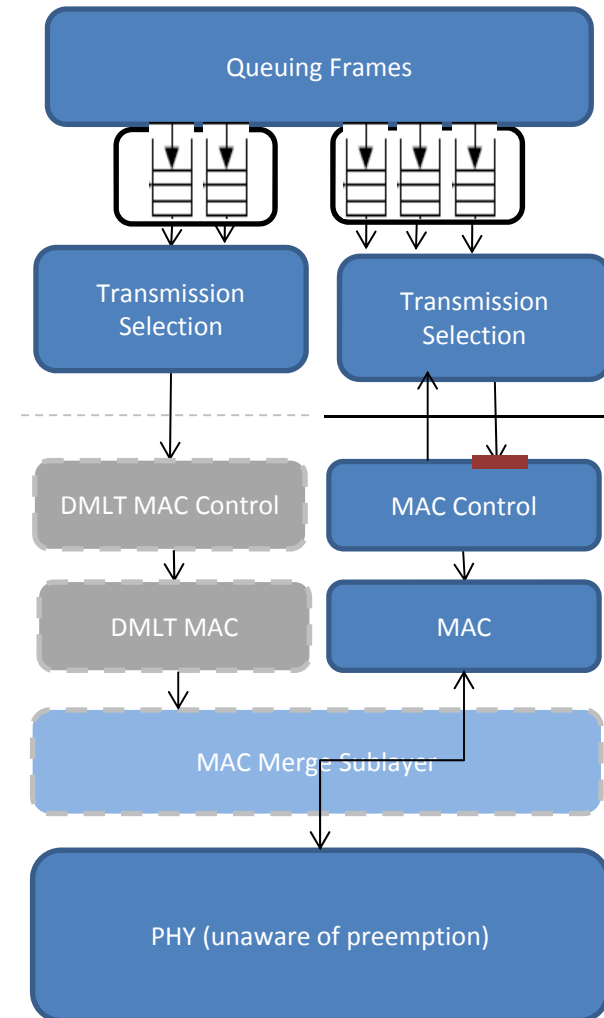 Queuing Frames
Transmission
Selection
Transmission
Selection
DMLT MAC Control
MAC Control
DMLT MAC
MAC
MAC Merge Sublayer
PHY (unaware of preemption)